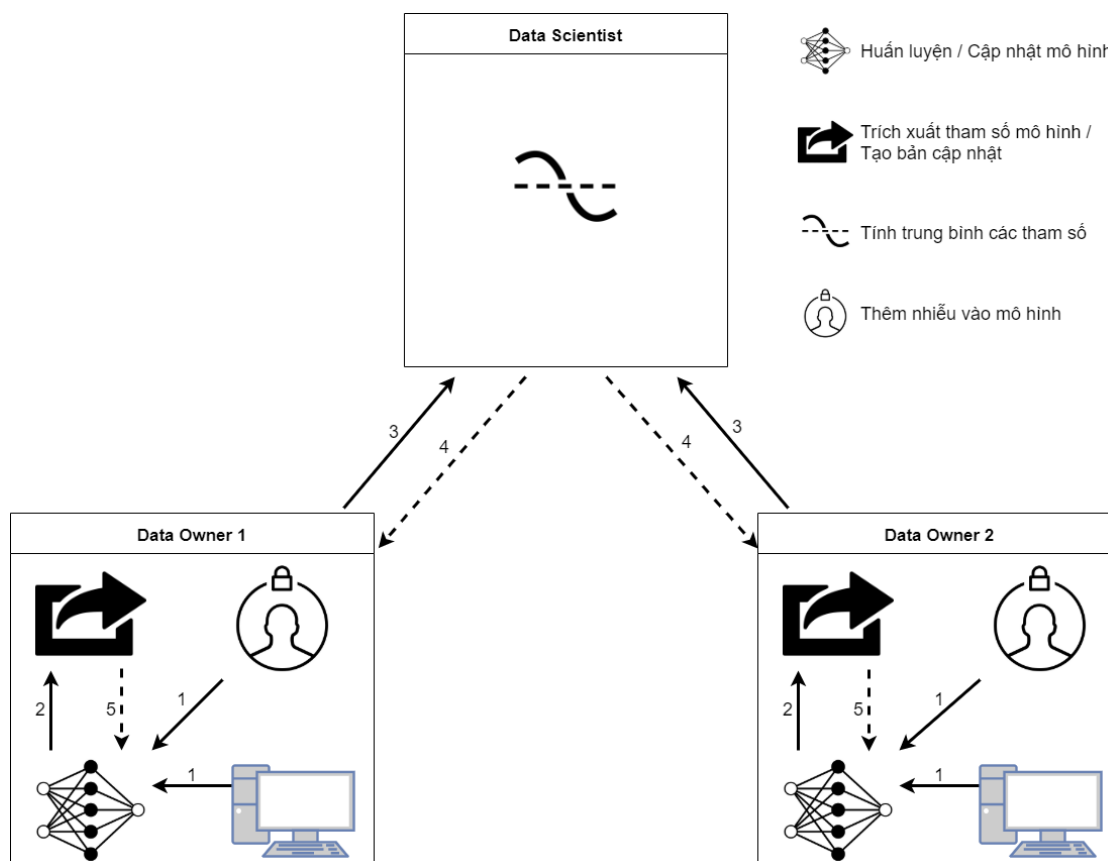 Data Scientist
Huấn luyện / Cập nhật mô hình
Trích xuất tham số mô hình /
Tạo bản cập nhật
Tính trung bình các tham số
Thêm nhiễu vào mô hình
3
4
4
3
Data Owner 1
Data Owner 2
2
5
1
1
2
5
1
1